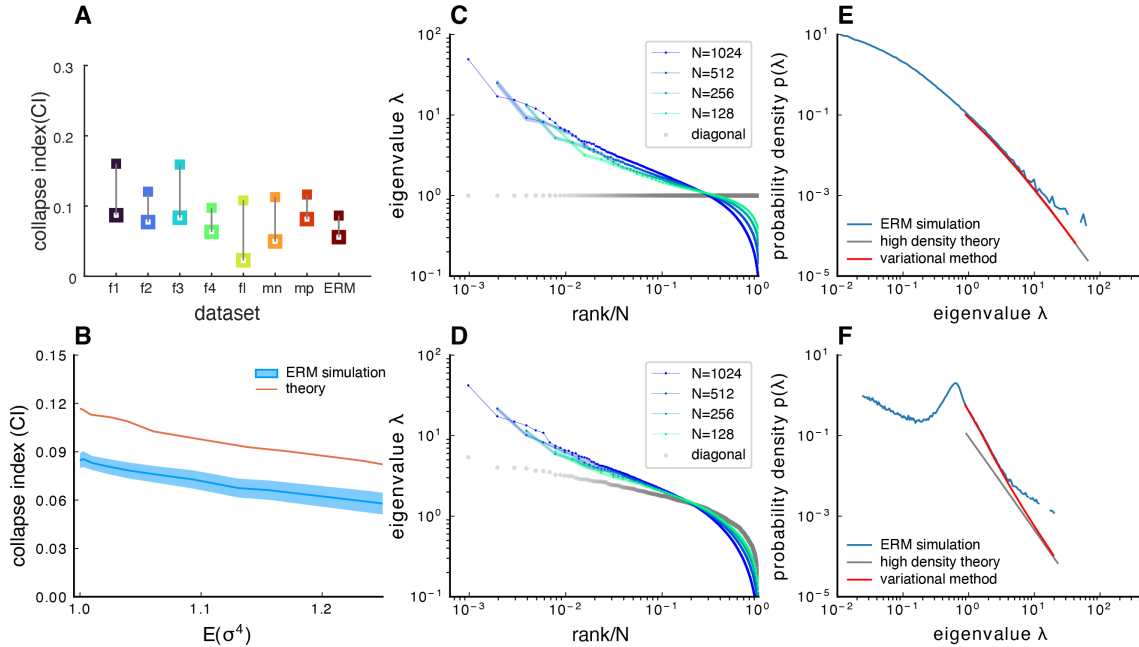 A
collapse index(CI)
0.3
0.2
0.1
0
f1 f2 f3 f4 fl mn mp ERM
dataset
B
collapse index (CI)
0.15
0.12
0.09
0.06
0.03
0.00
ERM simulation
theory
1.0 1.1 1.2
E(σ⁴)
C
eigenvalue λ
10²
10¹
10⁰
10⁻¹
N=1024
N=512
N=256
N=128
diagonal
10⁻³ 10⁻² 10⁻¹ 10⁰
rank/N
D
eigenvalue λ
10²
10¹
10⁰
10⁻¹
N=1024
N=512
N=256
N=128
diagonal
10⁻³ 10⁻² 10⁻¹ 10⁰
rank/N
E
probability density p(λ)
10¹
10⁻¹
10⁻³
10⁻⁵
ERM simulation
high density theory
variational method
10⁻² 10⁻¹ 10⁰ 10¹ 10²
eigenvalue λ
F
probability density p(λ)
10¹
10⁻¹
10⁻³
10⁻⁵
ERM simulation
high density theory
variational method
10⁻² 10⁻¹ 10⁰ 10¹ 10²
eigenvalue λ